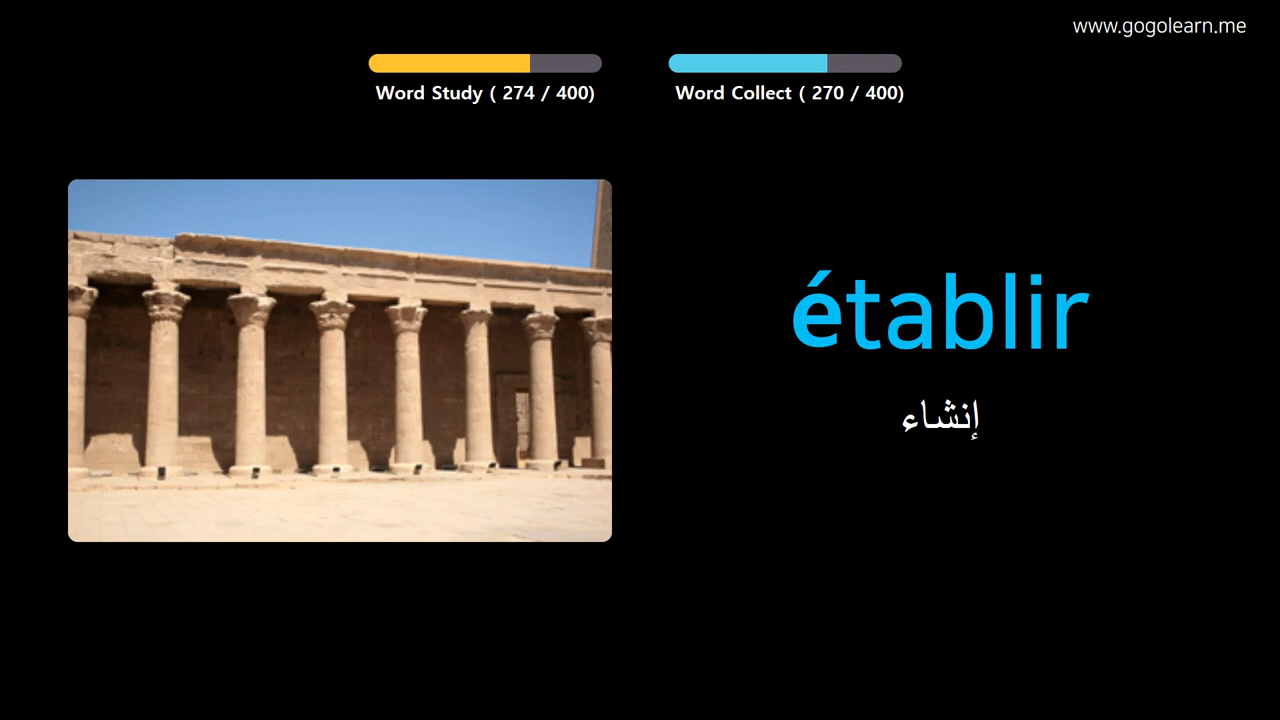 www.gogolearn.me
Word Study ( 274 / 400)
Word Collect ( 270 / 400)
établir
إنشاء